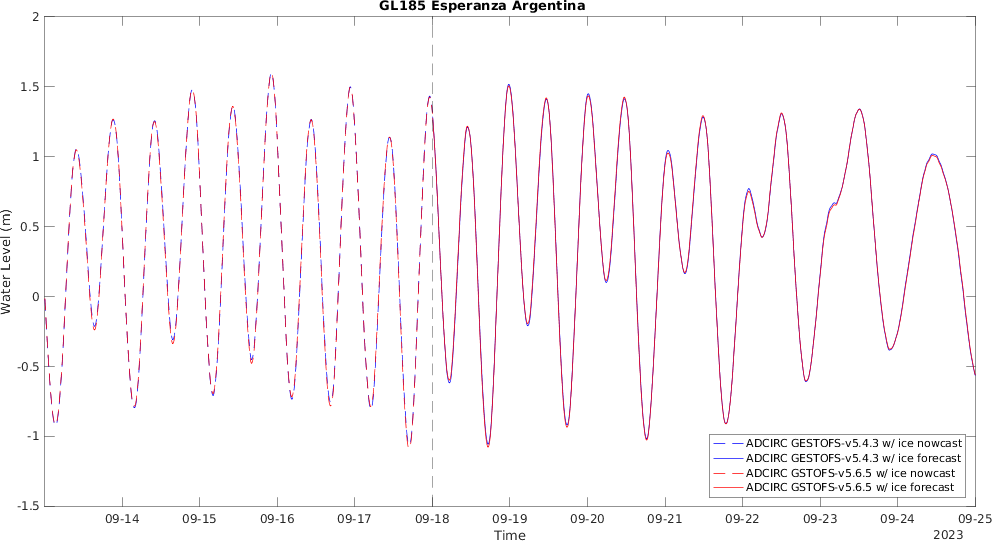 GL185 Esperanza Argentina
2
1.5
1
0.5
0
-0.5
-1
-1.5
Water Level (m)
ADCIRC GESTOFS-v5.4.3 w/ ice nowcast
ADCIRC GESTOFS-v5.4.3 w/ ice forecast
ADCIRC GSTOFS-v5.6.5 w/ ice nowcast
ADCIRC GSTOFS-v5.6.5 w/ ice forecast
09-14 09-15 09-16 09-17 09-18 09-19 09-20 09-21 09-22 09-23 09-24 09-25
Time
2023